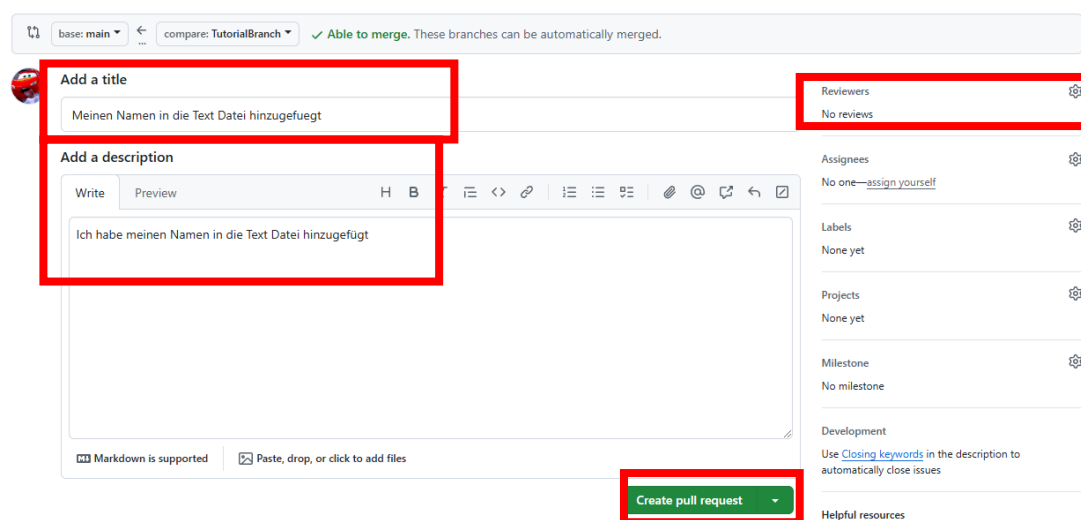 base: main compare: TutorialBranch Able to merge. These branches can be automatically merged.
Add a title
Meinen Namen in die Text Datei hinzugefuegt
Add a description
Write Preview
Ich habe meinen Namen in die Text Datei hinzugefügt
Markdown is supported Paste, drop, or click to add files
Create pull request
Reviewers
No reviews
Assignees
No one—assign yourself
Labels
None yet
Projects
None yet
Milestone
No milestone
Development
Use Closing keywords in the description to
automatically close issues
Helpful resources